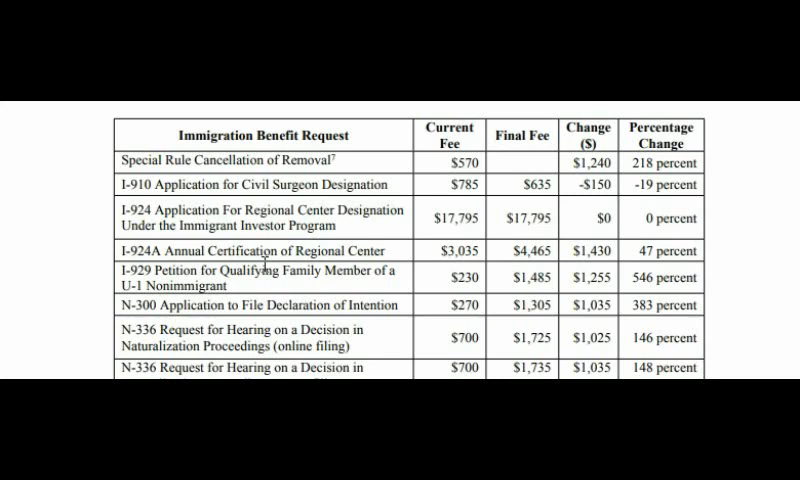 Immigration Benefit Request Current Fee Final Fee Change ($) Percentage Change
Special Rule Cancellation of Removal7 $570 $1,240 218 percent
I-910 Application for Civil Surgeon Designation $785 $635 -$150 -19 percent
I-924 Application For Regional Center Designation
Under the Immigrant Investor Program $17,795 $17,795 $0 0 percent
I-924A Annual Certification of Regional Center $3,035 $4,465 $1,430 47 percent
I-929 Petition for Qualifying Family Member of a
U-1 Nonimmigrant $230 $1,485 $1,255 546 percent
N-300 Application to File Declaration of Intention $270 $1,305 $1,035 383 percent
N-336 Request for Hearing on a Decision in
Naturalization Proceedings (online filing) $700 $1,725 $1,025 146 percent
N-336 Request for Hearing on a Decision in $700 $1,735 $1,035 148 percent